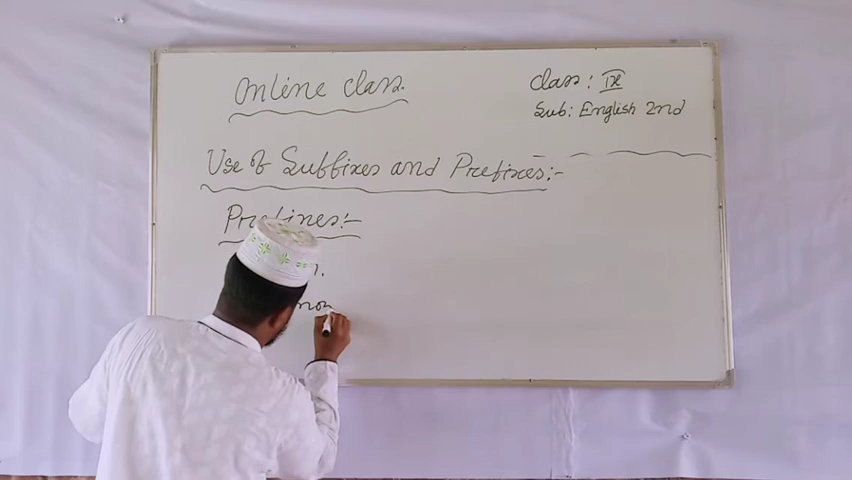 Online class.
Class: IX
Sub: English 2nd
Use of Suffixes and Prefixes:-
Prefixes:-